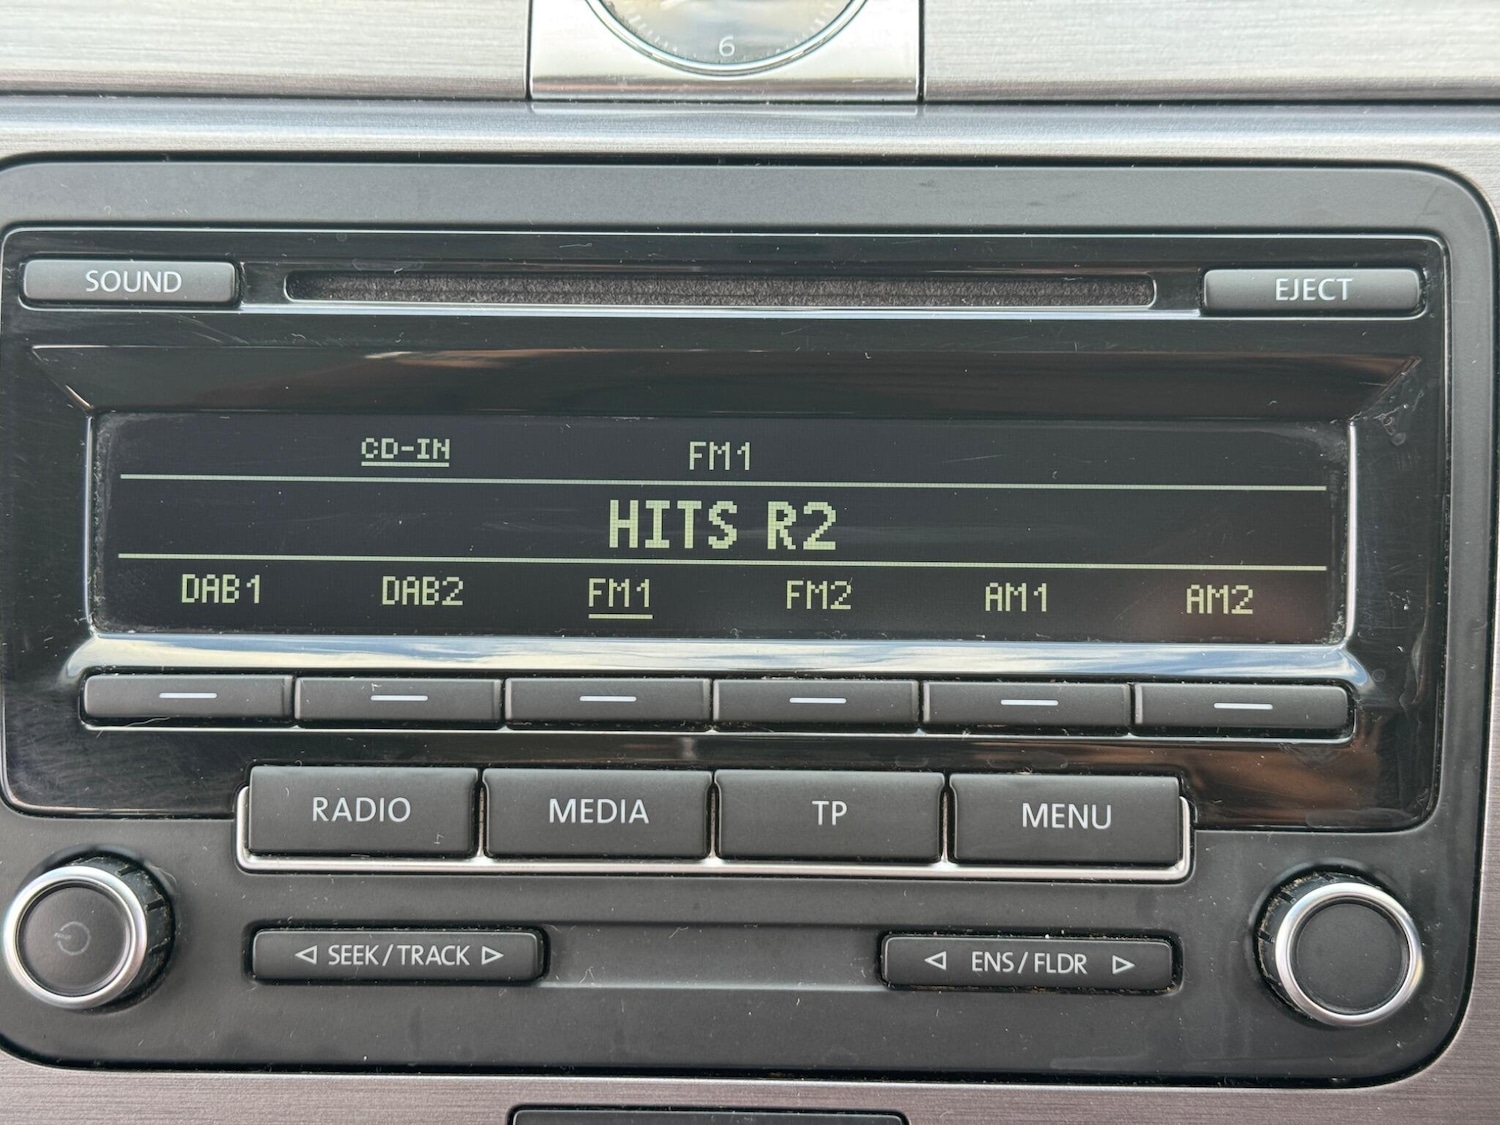 6
SOUND
EJECT
CD-IN FM1
HITS R2
DAB1 DAB2 FM1 FM2 AM1 AM2
RADIO MEDIA TP MENU
SEEK/TRACK
ENS/FLDR